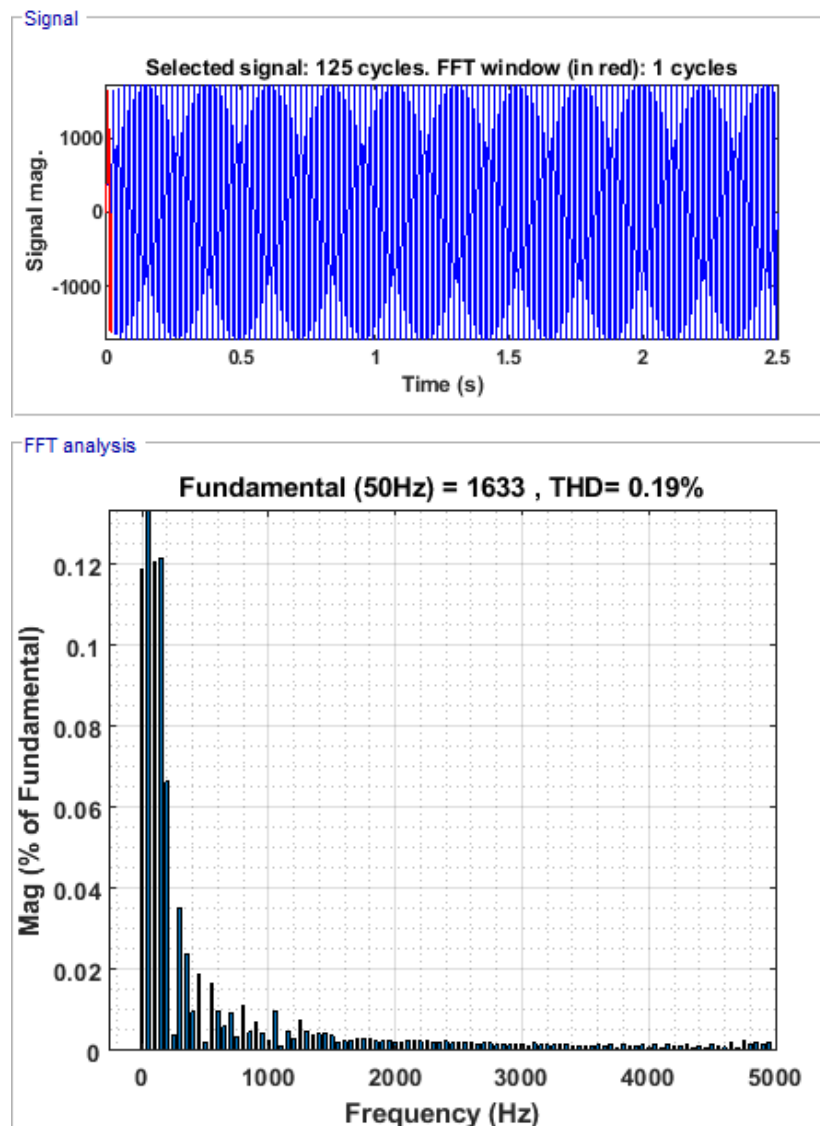 Signal
Selected signal: 125 cycles. FFT window (in red): 1 cycles
1000
0
-1000
Signal mag.
0 0.5 1 1.5 2 2.5
Time (s)
FFT analysis
Fundamental (50Hz) = 1633 , THD= 0.19%
0.12
0.1
0.08
0.06
0.04
0.02
0
Mag (% of Fundamental)
0 1000 2000 3000 4000 5000
Frequency (Hz)